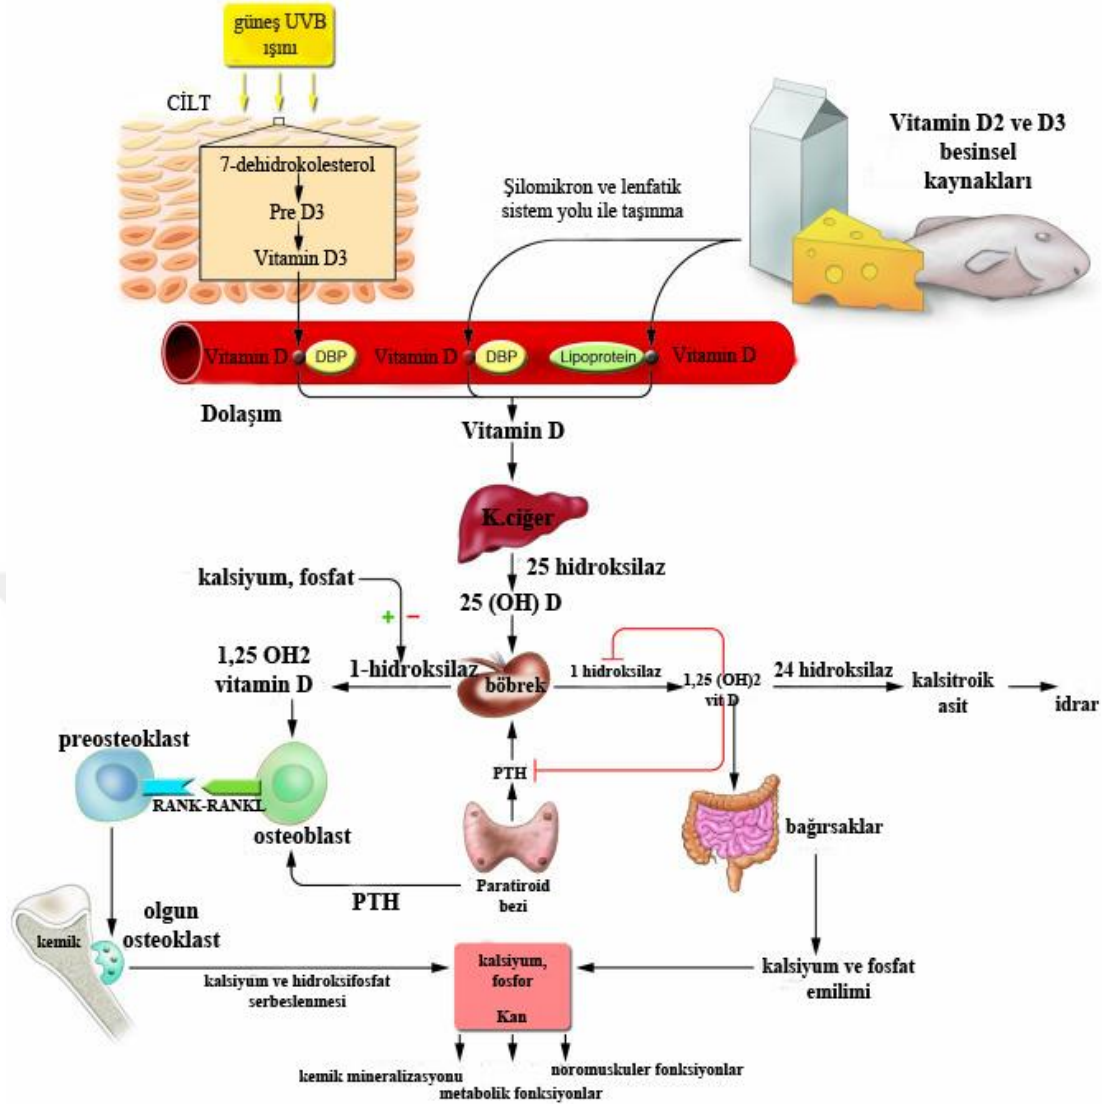 güneş UVB
ışını
CİLT
7-dehidrokolesterol
Pre D3
Vitamin D3
Vitamin D2 ve D3
besinsel
kaynakları
Şilomikron ve lenfatik
sistem yolu ile taşınma
Vitamin D DBP Vitamin D DBP Lipoprotein Vitamin D
Dolaşım
Vitamin D
K.ciğer
25 hidroksilaz
kalsiyum, fosfat
+ −
25 (OH) D
1,25 OH2
vitamin D
1-hidroksilaz
böbrek
1 hidroksilaz
1,25 (OH)2
vit D
24 hidroksilaz
kalsitroik
asit
idrar
preosteoklast
RANK-RANKL
osteoblast
PTH
Paratiroid
bezi
PTH
bağırsaklar
kemik
olgun
osteoklast
kalsiyum ve hidroksifosfat
serbeslenmesi
kalsiyum,
fosfor
Kan
kalsiyum ve fosfat
emilimi
kemik mineralizasyonu
metabolik fonksiyonlar
noromuskuler fonksiyonlar